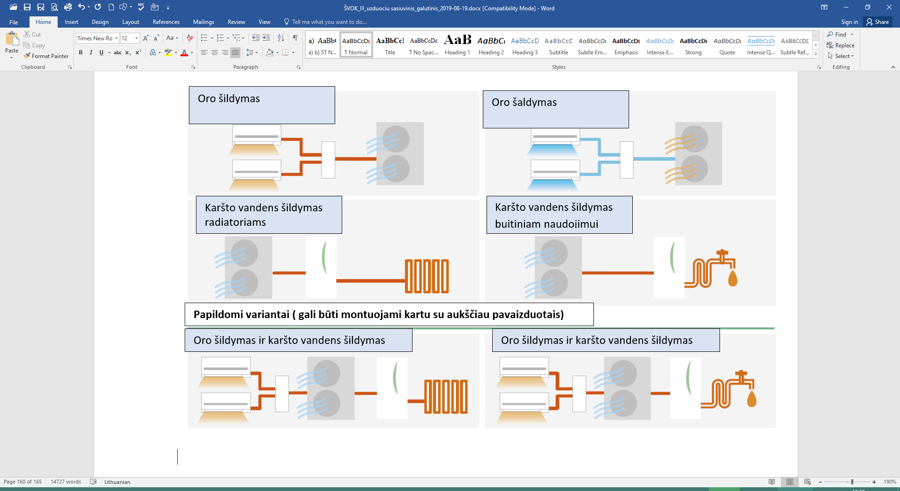 ŠVOK_III_uzduociu sasiuvinis_galutinis_2019-08-19.docx [Compatibility Mode] - Word
File Home Insert Design Layout References Mailings Review View Tell me what you want to do... Sign in Share
Paste
Cut
Copy
Format Painter
Clipboard
Times New Ro 12
Font
Paragraph
a) b) ST N...
¶ Normal
Title
¶ No Spac...
Heading 1
Heading 2
Heading 3
Subtitle
Subtle Em...
Emphasis
Intense E...
Strong
Quote
Intense Q...
Subtle Ref...
Styles
Find
Replace
Select
Editing
Oro šildymas
Oro šaldymas
Karšto vandens šildymas
radiatoriams
Karšto vandens šildymas
buitiniam naudojimui
Papildomi variantai ( gali būti montuojami kartu su aukščiau pavaizduotais)
Oro šildymas ir karšto vandens šildymas
Oro šildymas ir karšto vandens šildymas
Page 160 of 165 14727 words Lithuanian 190%